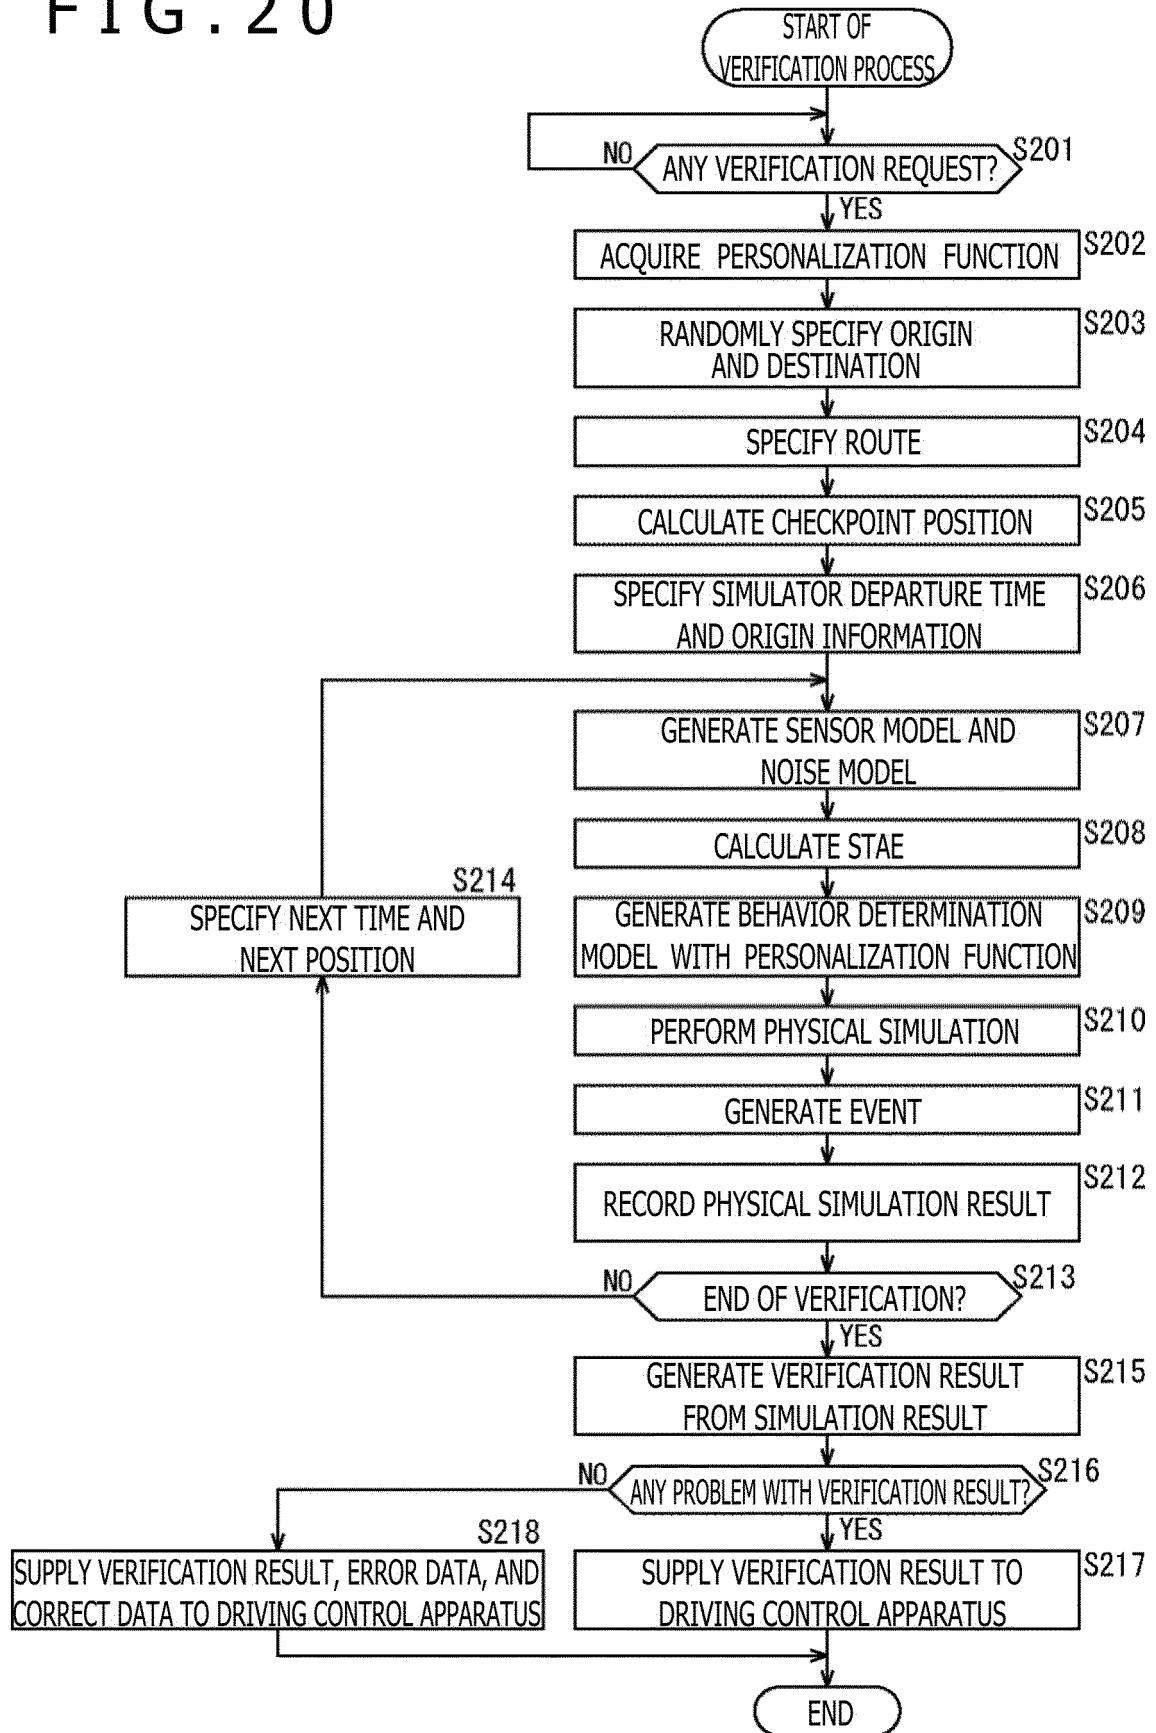 FIG.20
START OF
VERIFICATION PROCESS
NO
ANY VERIFICATION REQUEST?
S201
YES
ACQUIRE PERSONALIZATION FUNCTION
S202
RANDOMLY SPECIFY ORIGIN
AND DESTINATION
S203
SPECIFY ROUTE
S204
CALCULATE CHECKPOINT POSITION
S205
SPECIFY SIMULATOR DEPARTURE TIME
AND ORIGIN INFORMATION
S206
GENERATE SENSOR MODEL AND
NOISE MODEL
S207
CALCULATE STAE
S208
S214
SPECIFY NEXT TIME AND
NEXT POSITION
GENERATE BEHAVIOR DETERMINATION
MODEL WITH PERSONALIZATION FUNCTION
S209
PERFORM PHYSICAL SIMULATION
S210
GENERATE EVENT
S211
RECORD PHYSICAL SIMULATION RESULT
S212
NO
END OF VERIFICATION?
S213
YES
GENERATE VERIFICATION RESULT
FROM SIMULATION RESULT
S215
NO
ANY PROBLEM WITH VERIFICATION RESULT?
S216
YES
S218
SUPPLY VERIFICATION RESULT, ERROR DATA, AND
CORRECT DATA TO DRIVING CONTROL APPARATUS
SUPPLY VERIFICATION RESULT TO
DRIVING CONTROL APPARATUS
S217
END